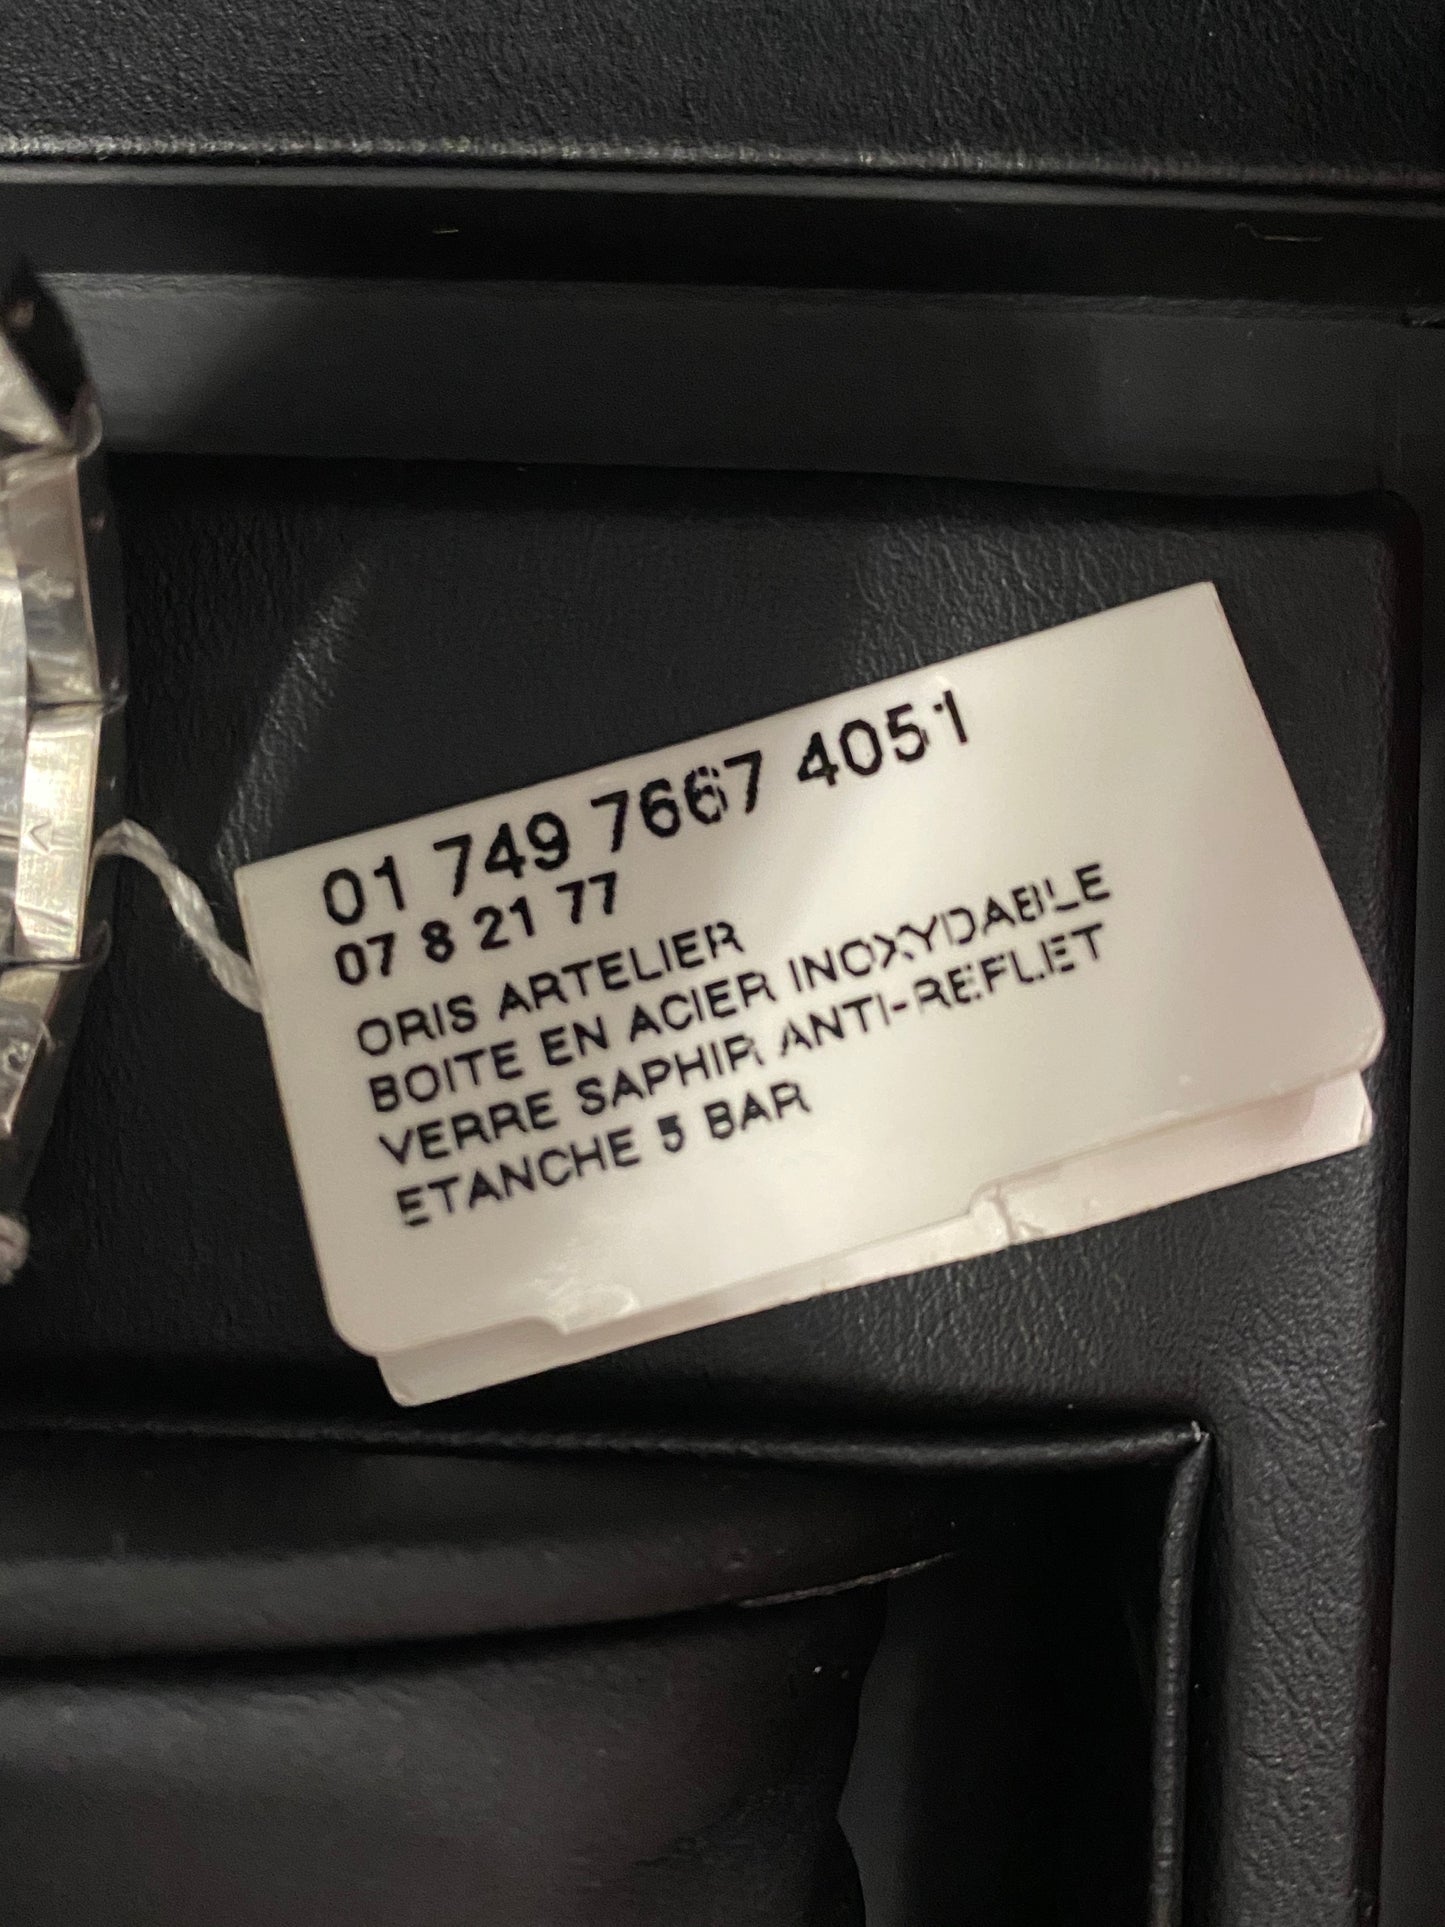 01 749 7667 4051
07 8 21 77
ORIS ARTELIER
BOITE EN ACIER INOXYDABLE
VERRE SAPHIR ANTI-REFLET
ETANCHE 5 BAR